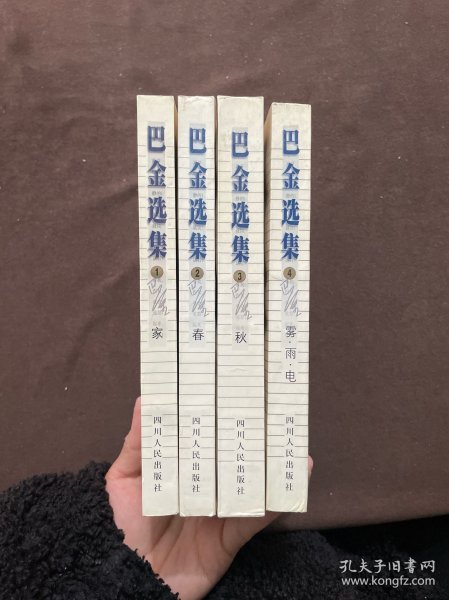 巴金选集
1
家
四川人民出版社
巴金选集
2
春
四川人民出版社
巴金选集
3
秋
四川人民出版社
巴金选集
4
雾·雨·电
四川人民出版社
孔夫子旧书网
www.kongfz.com